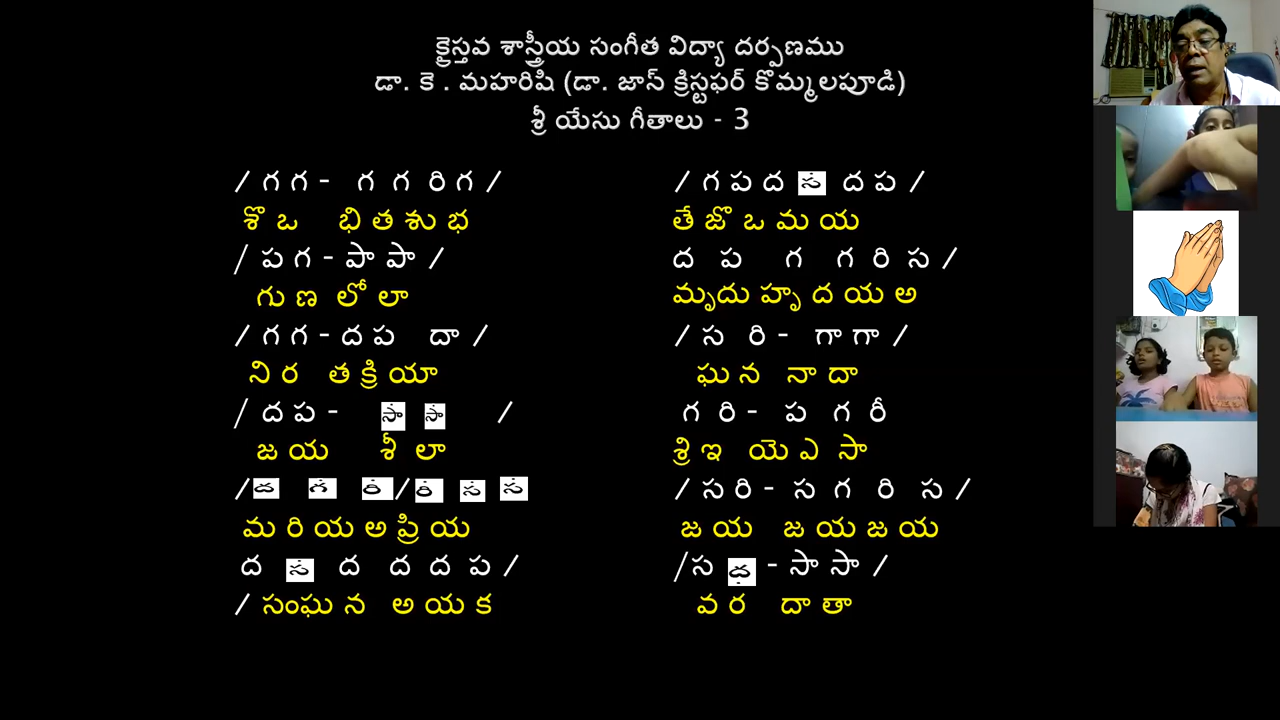 క్రైస్తవ శాస్త్రీయ సంగీత విద్యా దర్పణము
డా. కె . మహరిషి (డా. జాస్ క్రిస్టఫర్ కొమ్మలపూడి)
శ్రీ యేసు గీతాలు - 3
/ గ గ - గ గ రి గ /
శొ ఒ భి త శు భ
/ ప గ - పా పా /
గు ణ లో లా
/ గ గ - ద ప దా /
ని ర త క్రి యా
/ ద ప - సా సా /
జ య శీ లా
/ ద గ రి / రి స స
మ రి య అ ప్రి య
ద స ద ద ద ప /
/ సంఘ న అ య క
/ గ ప ద స ద ప /
తే జొ ఒ మ య
ద ప గ గ రి స /
మృదు హృ ద య అ
/ స రి - గా గా /
ఘ న నా దా
గ రి - ప గ రీ
శ్రి ఇ యె ఎ సా
/ స రి - స గ రి స /
జ య జ య జ య
/స ద - సా సా /
వ ర దా తా